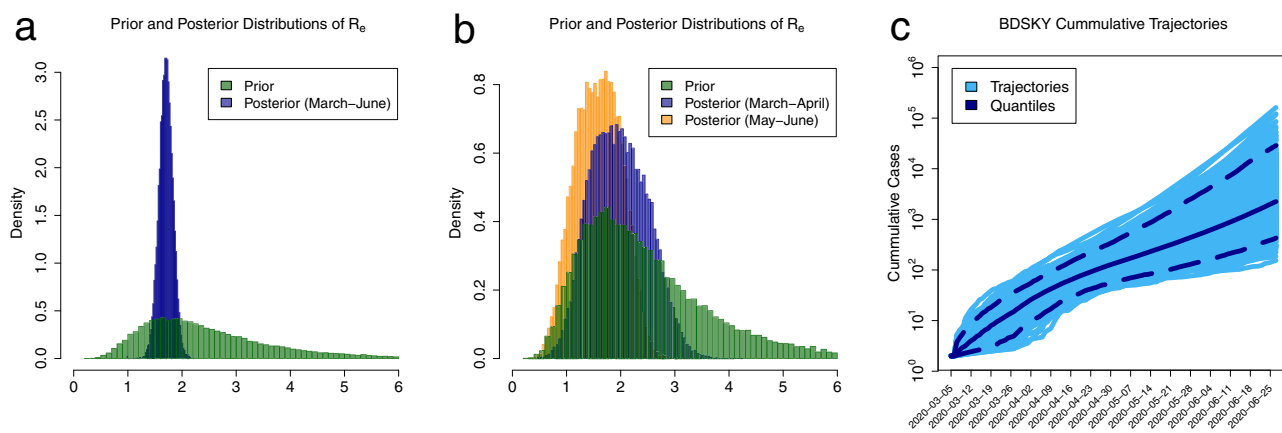 a
Prior and Posterior Distributions of Re
Density
3.0
2.5
2.0
1.5
1.0
0.5
0.0
Prior
Posterior (March−June)
0 1 2 3 4 5 6
b
Prior and Posterior Distributions of Re
Density
0.8
0.6
0.4
0.2
0.0
Prior
Posterior (March−April)
Posterior (May−June)
0 1 2 3 4 5 6
c
BDSKY Cummulative Trajectories
Cummulative Cases
10^6
10^5
10^4
10^3
10^2
10^1
10^0
Trajectories
Quantiles
2020−03−05
2020−03−12
2020−03−19
2020−03−26
2020−04−02
2020−04−09
2020−04−16
2020−04−23
2020−04−30
2020−05−07
2020−05−14
2020−05−21
2020−05−28
2020−06−04
2020−06−11
2020−06−18
2020−06−25